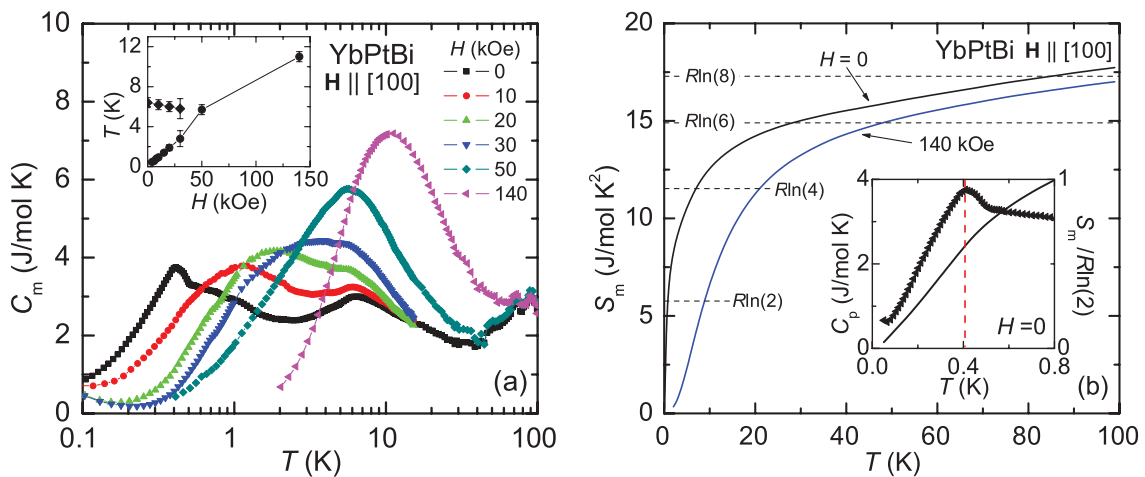 10
8
6
4
2
0
C_m (J/mol K)
0.1
1
10
100
T (K)
12
8
4
0
T (K)
0
50
100
150
H (kOe)
YbPtBi
H || [100]
H (kOe)
0
10
20
30
50
140
(a)
20
15
10
5
0
S_m (J/mol K²)
0
20
40
60
80
100
T (K)
YbPtBi H || [100]
H = 0
140 kOe
Rln(8)
Rln(6)
Rln(4)
Rln(2)
4
2
0
C_p (J/mol K)
0.0
0.4
0.8
T (K)
1
0
S_m /Rln(2)
H = 0
(b)